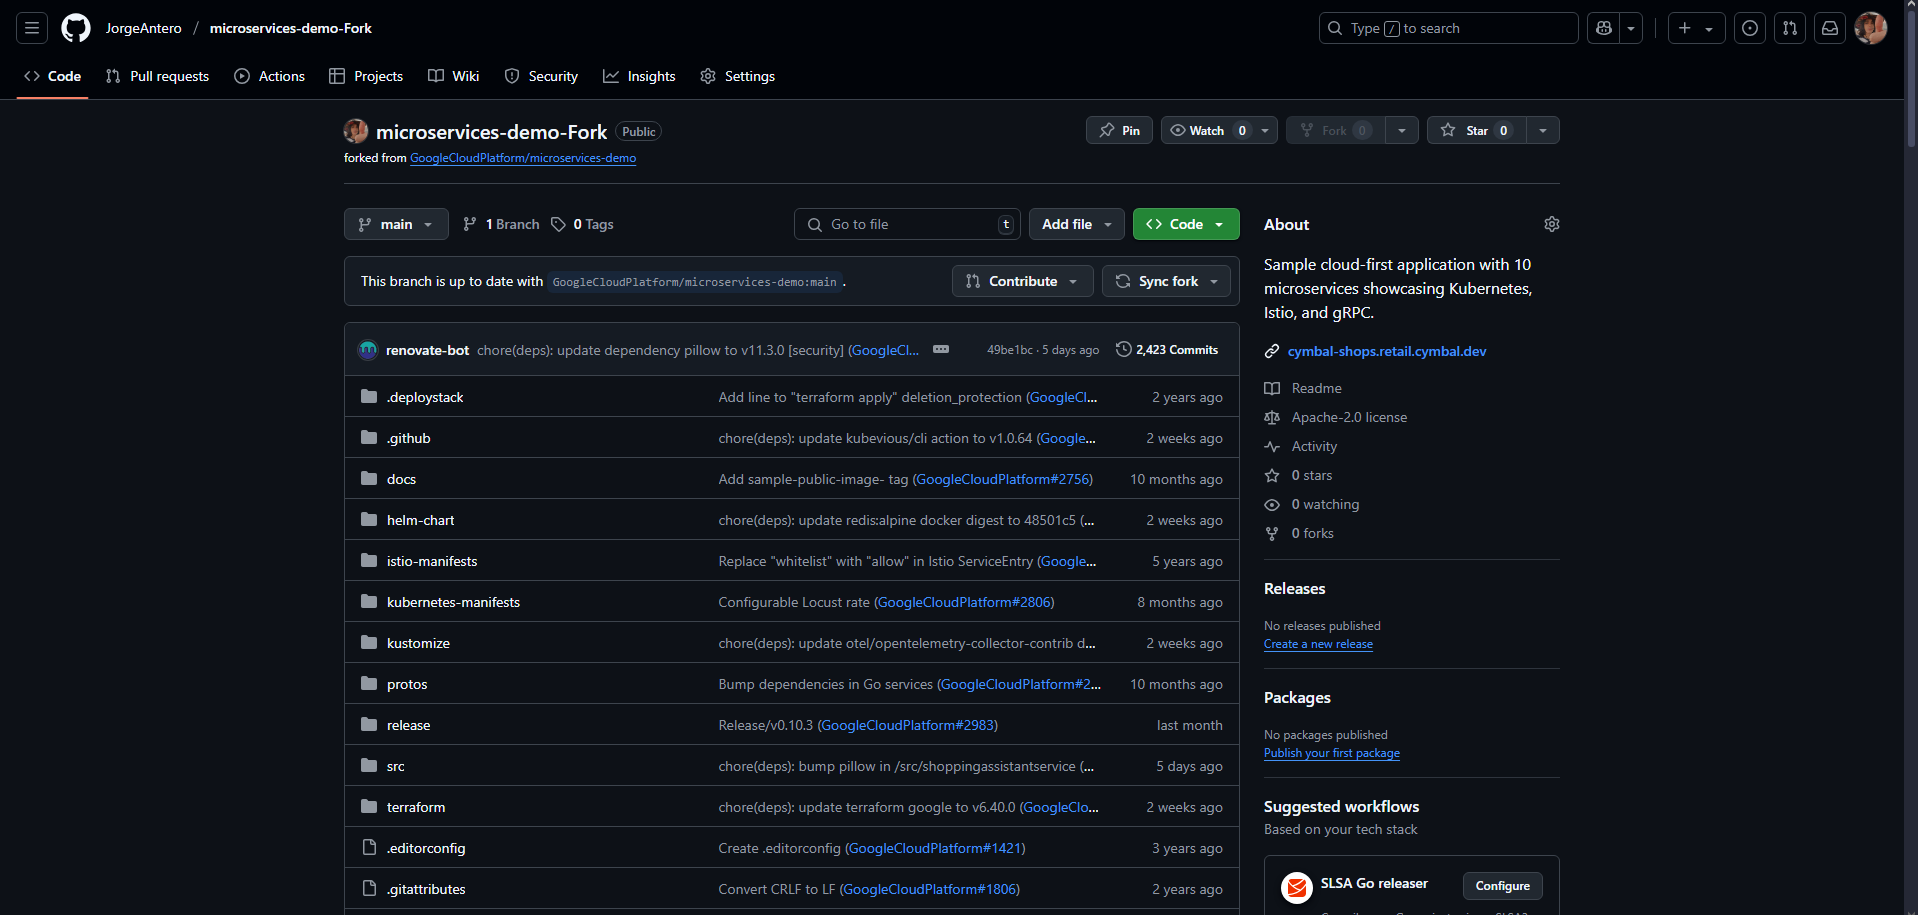 JorgeAntero / microservices-demo-Fork
Type / to search
Code Pull requests Actions Projects Wiki Security Insights Settings
microservices-demo-Fork Public
Pin Watch 0 Fork 0 Star 0
forked from GoogleCloudPlatform/microservices-demo
main 1 Branch 0 Tags Go to file t Add file <> Code
This branch is up to date with GoogleCloudPlatform/microservices-demo:main . Contribute Sync fork
renovate-bot chore(deps): update dependency pillow to v11.3.0 [security] (GoogleCl... 49be1bc · 5 days ago 2,423 Commits
.deploystack Add line to "terraform apply" deletion_protection (GoogleCl... 2 years ago
.github chore(deps): update kubevious/cli action to v1.0.64 (Google... 2 weeks ago
docs Add sample-public-image- tag (GoogleCloudPlatform#2756) 10 months ago
helm-chart chore(deps): update redis:alpine docker digest to 48501c5 (... 2 weeks ago
istio-manifests Replace "whitelist" with "allow" in Istio ServiceEntry (Google... 5 years ago
kubernetes-manifests Configurable Locust rate (GoogleCloudPlatform#2806) 8 months ago
kustomize chore(deps): update otel/opentelemetry-collector-contrib d... 2 weeks ago
protos Bump dependencies in Go services (GoogleCloudPlatform#2... 10 months ago
release Release/v0.10.3 (GoogleCloudPlatform#2983) last month
src chore(deps): bump pillow in /src/shoppingassistantservice (... 5 days ago
terraform chore(deps): update terraform google to v6.40.0 (GoogleClo... 2 weeks ago
.editorconfig Create .editorconfig (GoogleCloudPlatform#1421) 3 years ago
.gitattributes Convert CRLF to LF (GoogleCloudPlatform#1806) 2 years ago
About
Sample cloud-first application with 10
microservices showcasing Kubernetes,
Istio, and gRPC.
cymbal-shops.retail.cymbal.dev
Readme
Apache-2.0 license
Activity
0 stars
0 watching
0 forks
Releases
No releases published
Create a new release
Packages
No packages published
Publish your first package
Suggested workflows
Based on your tech stack
SLSA Go releaser
Configure